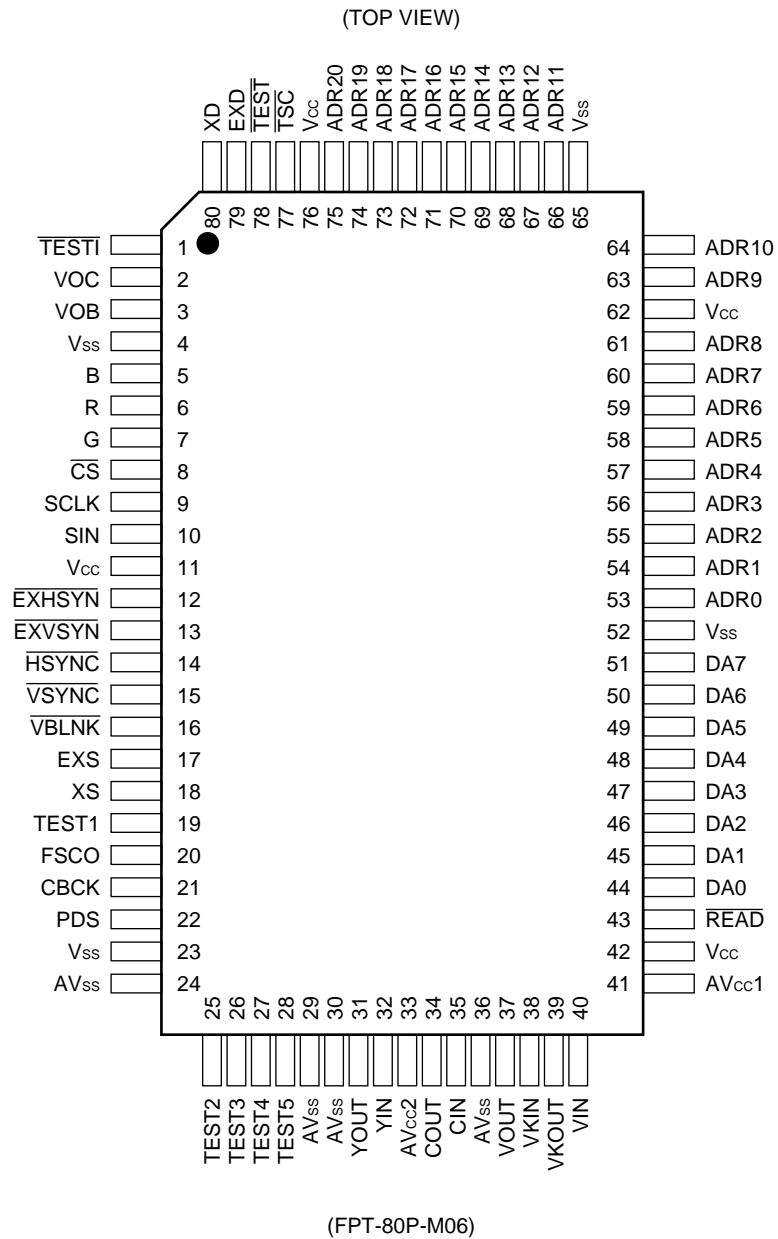 (TOP VIEW)
XD
EXD
TEST
TSC
Vcc
ADR20
ADR19
ADR18
ADR17
ADR16
ADR15
ADR14
ADR13
ADR12
ADR11
Vss
80
79
78
77
76
75
74
73
72
71
70
69
68
67
66
65
TESTI 1
VOC 2
VOB 3
Vss 4
B 5
R 6
G 7
CS 8
SCLK 9
SIN 10
Vcc 11
EXHSYN 12
EXVSYN 13
HSYNC 14
VSYNC 15
VBLNK 16
EXS 17
XS 18
TEST1 19
FSCO 20
CBCK 21
PDS 22
Vss 23
AVss 24
64 ADR10
63 ADR9
62 Vcc
61 ADR8
60 ADR7
59 ADR6
58 ADR5
57 ADR4
56 ADR3
55 ADR2
54 ADR1
53 ADR0
52 Vss
51 DA7
50 DA6
49 DA5
48 DA4
47 DA3
46 DA2
45 DA1
44 DA0
43 READ
42 Vcc
41 AVcc1
25
26
27
28
29
30
31
32
33
34
35
36
37
38
39
40
TEST2
TEST3
TEST4
TEST5
AVss
AVss
YOUT
YIN
AVcc2
COUT
CIN
AVss
VOUT
VKIN
VKOUT
VIN
(FPT-80P-M06)